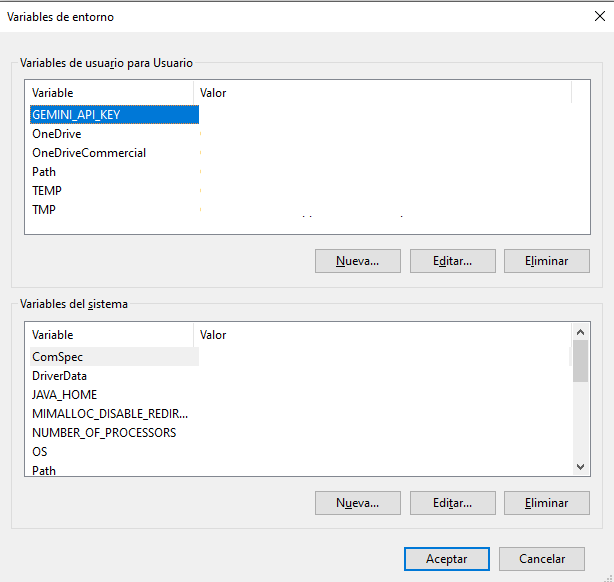 Variables de entorno
Variables de usuario para Usuario
Variable Valor
GEMINI_API_KEY
OneDrive
OneDriveCommercial
Path
TEMP
TMP
Nueva... Editar... Eliminar
Variables del sistema
Variable Valor
ComSpec
DriverData
JAVA_HOME
MIMALLOC_DISABLE_REDIR...
NUMBER_OF_PROCESSORS
OS
Path
Nueva... Editar... Eliminar
Aceptar Cancelar